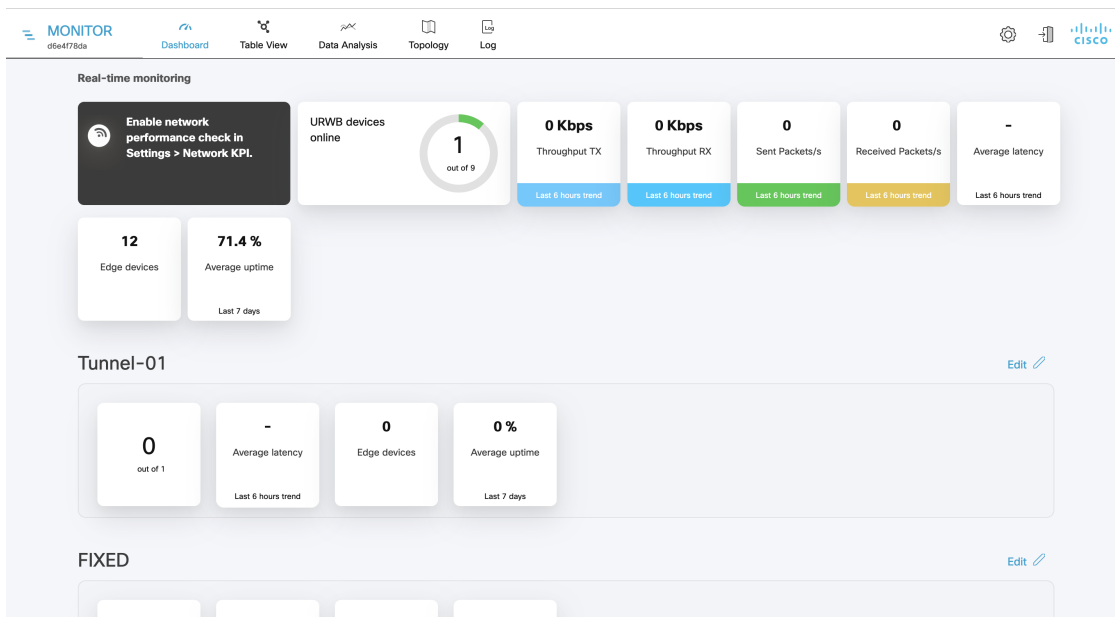 MONITOR
d6e4f78da
Dashboard
Table View
Data Analysis
Topology
Log
Log
CISCO
Real-time monitoring
Enable network
performance check in
Settings > Network KPI.
URWB devices
online
1
out of 9
0 Kbps
Throughput TX
Last 6 hours trend
0 Kbps
Throughput RX
Last 6 hours trend
0
Sent Packets/s
Last 6 hours trend
0
Received Packets/s
Last 6 hours trend
-
Average latency
Last 6 hours trend
12
Edge devices
71.4 %
Average uptime
Last 7 days
Tunnel-01
Edit
0
out of 1
-
Average latency
Last 6 hours trend
0
Edge devices
0 %
Average uptime
Last 7 days
FIXED
Edit